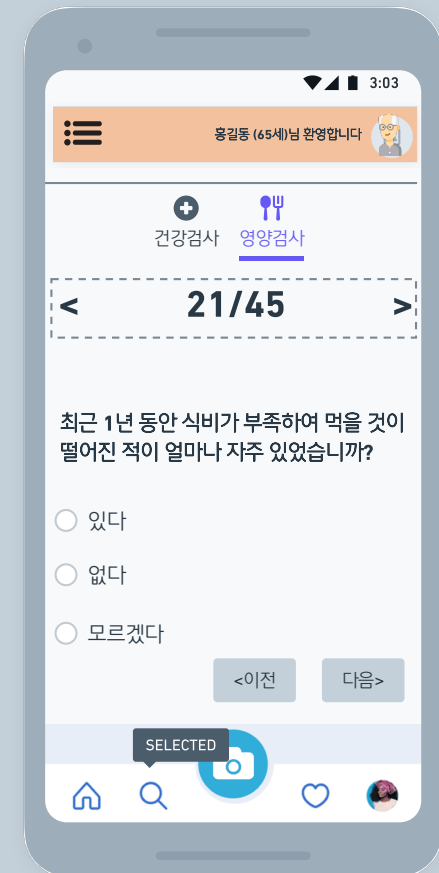 3:03
홍길동 (65세)님 환영합니다
건강검사 영양검사
< 21/45 >
최근 1년 동안 식비가 부족하여 먹을 것이
떨어진 적이 얼마나 자주 있었습니까?
있다
없다
모르겠다
<이전 다음>
SELECTED